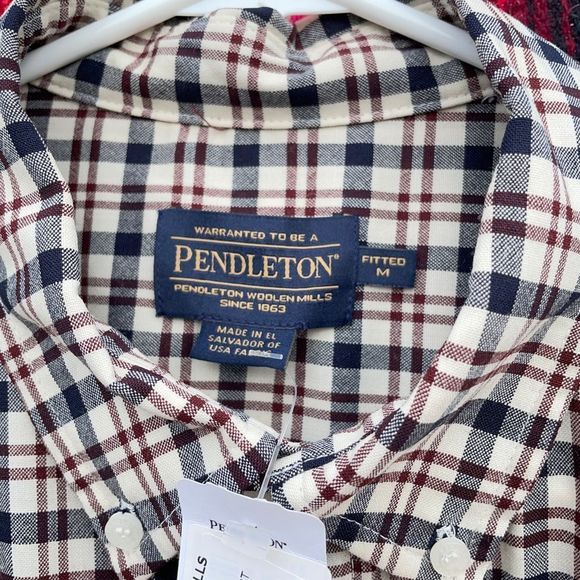 WARRANTED TO BE A
PENDLETON®
PENDLETON WOOLEN MILLS
SINCE 1863
FITTED
M
MADE IN EL
SALVADOR OF
USA
PENDLETON®